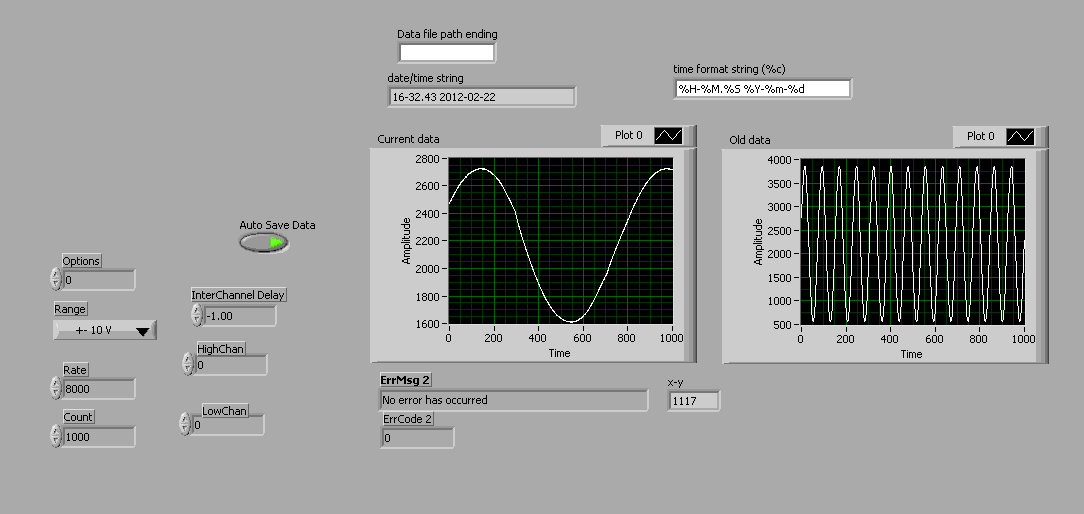 Data file path ending
date/time string
16-32.43 2012-02-22
time format string (%c)
%H-%M.%S %Y-%m-%d
Current data
Plot 0
2800
2600
2400
2200
2000
1800
1600
Amplitude
0
200
400
600
800
1000
Time
Old data
Plot 0
4000
3500
3000
2500
2000
1500
1000
500
Amplitude
0
200
400
600
800
1000
Time
Auto Save Data
Options
0
Range
+- 10 V
Rate
8000
Count
1000
InterChannel Delay
-1.00
HighChan
0
LowChan
0
ErrMsg 2
No error has occurred
ErrCode 2
0
x-y
1117